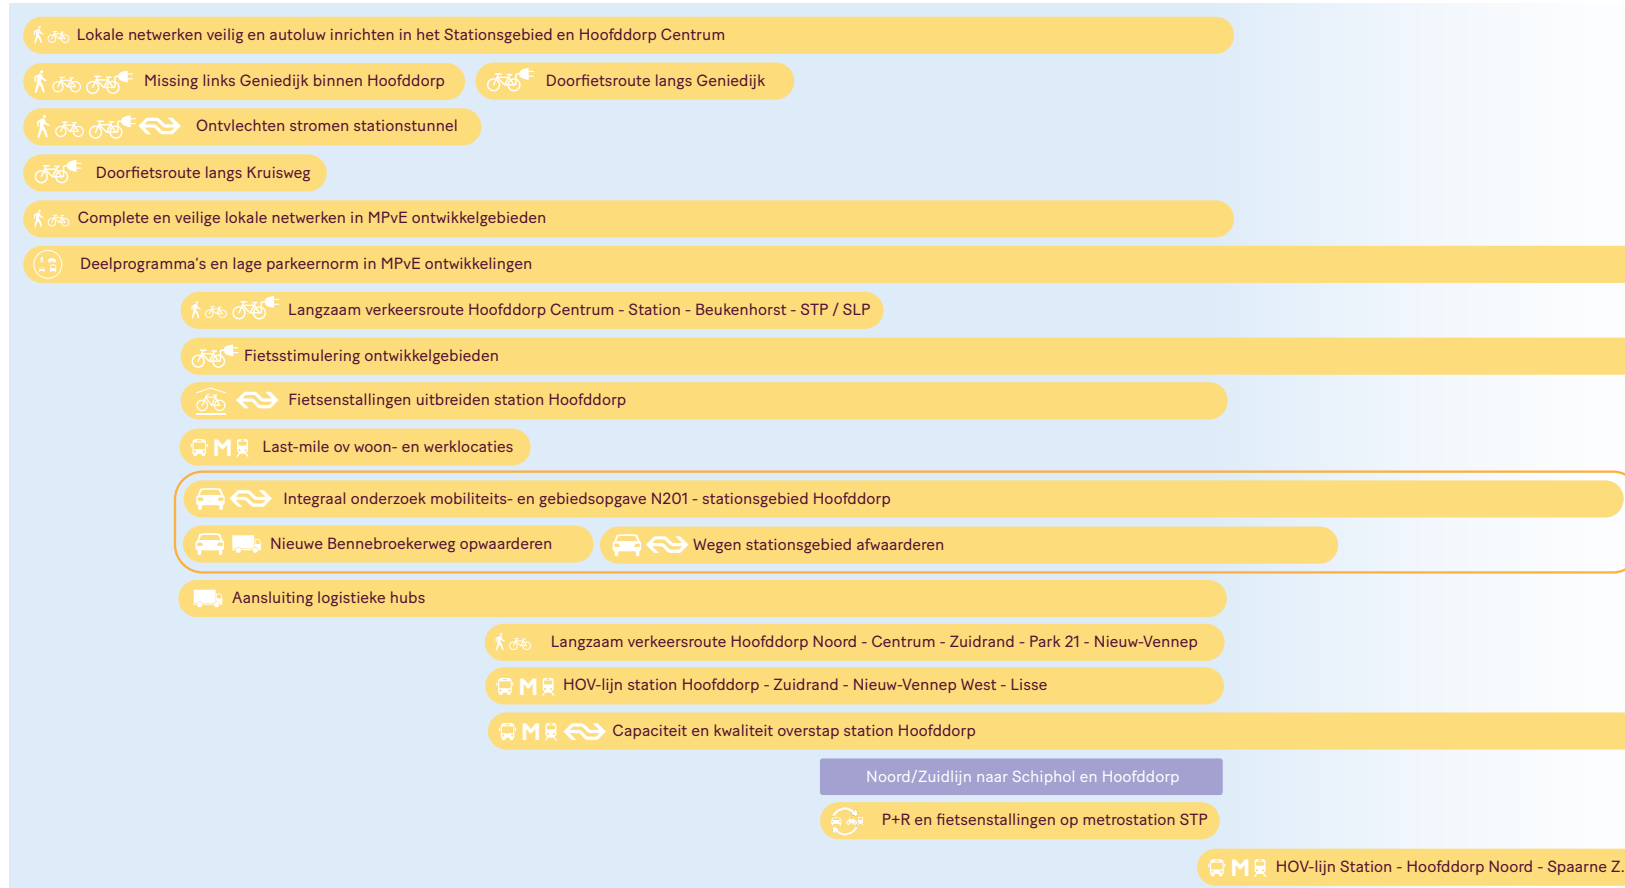 Lokale netwerken veilig en autoluw inrichten in het Stationsgebied en Hoofddorp Centrum
Missing links Geniedijk binnen Hoofddorp
Doorfietsroute langs Geniedijk
Ontvlechten stromen stationstunnel
Doorfietsroute langs Kruisweg
Complete en veilige lokale netwerken in MPvE ontwikkelgebieden
Deelprogramma's en lage parkeernorm in MPvE ontwikkelingen
Langzaam verkeersroute Hoofddorp Centrum - Station - Beukenhorst - STP / SLP
Fietsstimulering ontwikkelgebieden
Fietsenstallingen uitbreiden station Hoofddorp
M Last-mile ov woon- en werklocaties
Integraal onderzoek mobiliteits- en gebiedsopgave N201 - stationsgebied Hoofddorp
Nieuwe Bennebroekerweg opwaarderen
Wegen stationsgebied afwaarderen
Aansluiting logistieke hubs
Langzaam verkeersroute Hoofddorp Noord - Centrum - Zuidrand - Park 21 - Nieuw-Vennep
M HOV-lijn station Hoofddorp - Zuidrand - Nieuw-Vennep West - Lisse
M Capaciteit en kwaliteit overstap station Hoofddorp
Noord/Zuidlijn naar Schiphol en Hoofddorp
P+R en fietsenstallingen op metrostation STP
M HOV-lijn Station - Hoofddorp Noord - Spaarne Z.